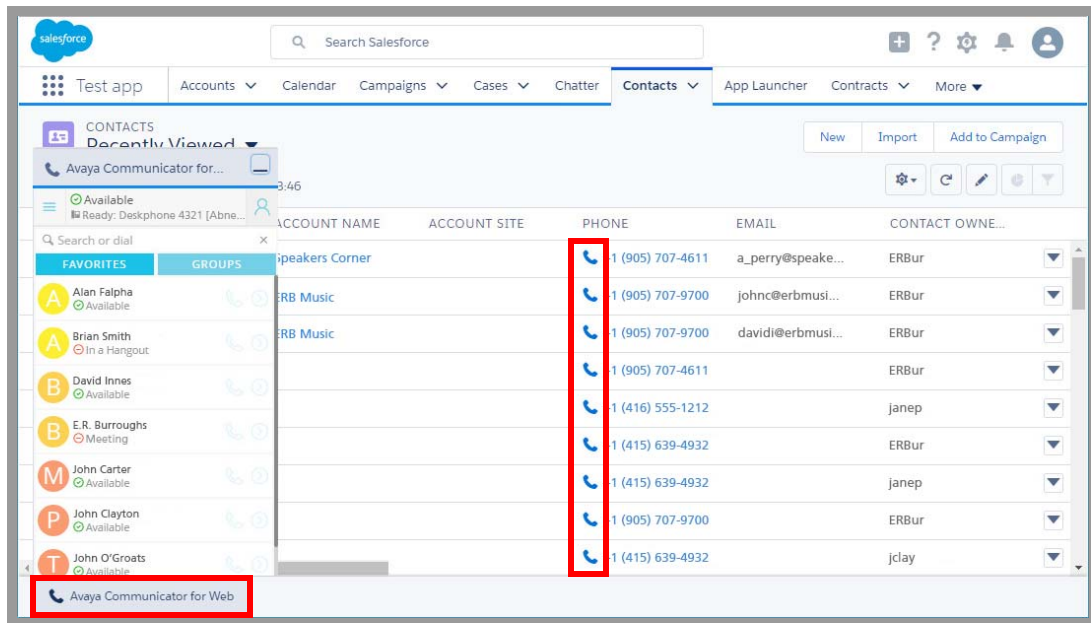 salesforce
Search Salesforce
Test app Accounts Calendar Campaigns Cases Chatter Contacts App Launcher Contracts More
CONTACTS
Recently Viewed
New Import Add to Campaign
Avaya Communicator for...
3:46
Available
Ready: Deskphone 4321 [Abne...
Search or dial
FAVORITES GROUPS
ACCOUNT NAME ACCOUNT SITE PHONE EMAIL CONTACT OWNE...
Speakers Corner +1 (905) 707-4611 a_perry@speake... ERBur
ERB Music +1 (905) 707-9700 johnc@erbmusi... ERBur
ERB Music +1 (905) 707-9700 davidi@erbmusi... ERBur
+1 (905) 707-4611 ERBur
+1 (416) 555-1212 janep
+1 (415) 639-4932 ERBur
+1 (415) 639-4932 janep
+1 (905) 707-9700 ERBur
+1 (415) 639-4932 jclay
A Alan Falpha
Available
A Brian Smith
In a Hangout
B David Innes
Available
B E.R. Burroughs
Meeting
M John Carter
Available
P John Clayton
Available
T John O'Groats
Available
Avaya Communicator for Web